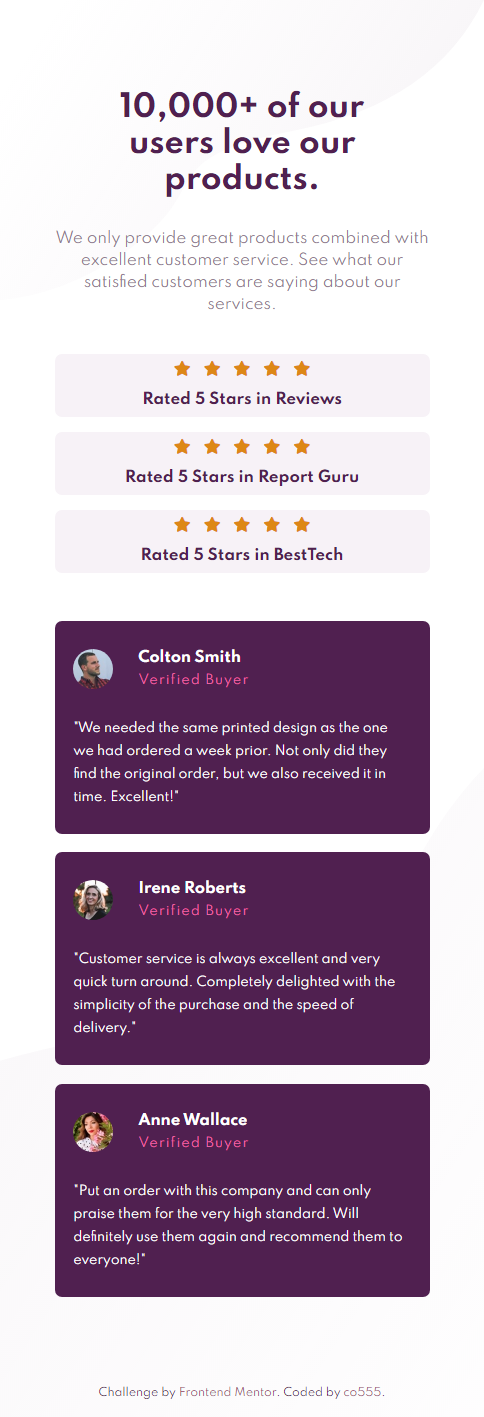 10,000+ of our
users love our
products.
We only provide great products combined with
excellent customer service. See what our
satisfied customers are saying about our
services.
Rated 5 Stars in Reviews
Rated 5 Stars in Report Guru
Rated 5 Stars in BestTech
Colton Smith
Verified Buyer
"We needed the same printed design as the one
we had ordered a week prior. Not only did they
find the original order, but we also received it in
time. Excellent!"
Irene Roberts
Verified Buyer
"Customer service is always excellent and very
quick turn around. Completely delighted with the
simplicity of the purchase and the speed of
delivery."
Anne Wallace
Verified Buyer
"Put an order with this company and can only
praise them for the very high standard. Will
definitely use them again and recommend them to
everyone!"
Challenge by Frontend Mentor. Coded by co555.